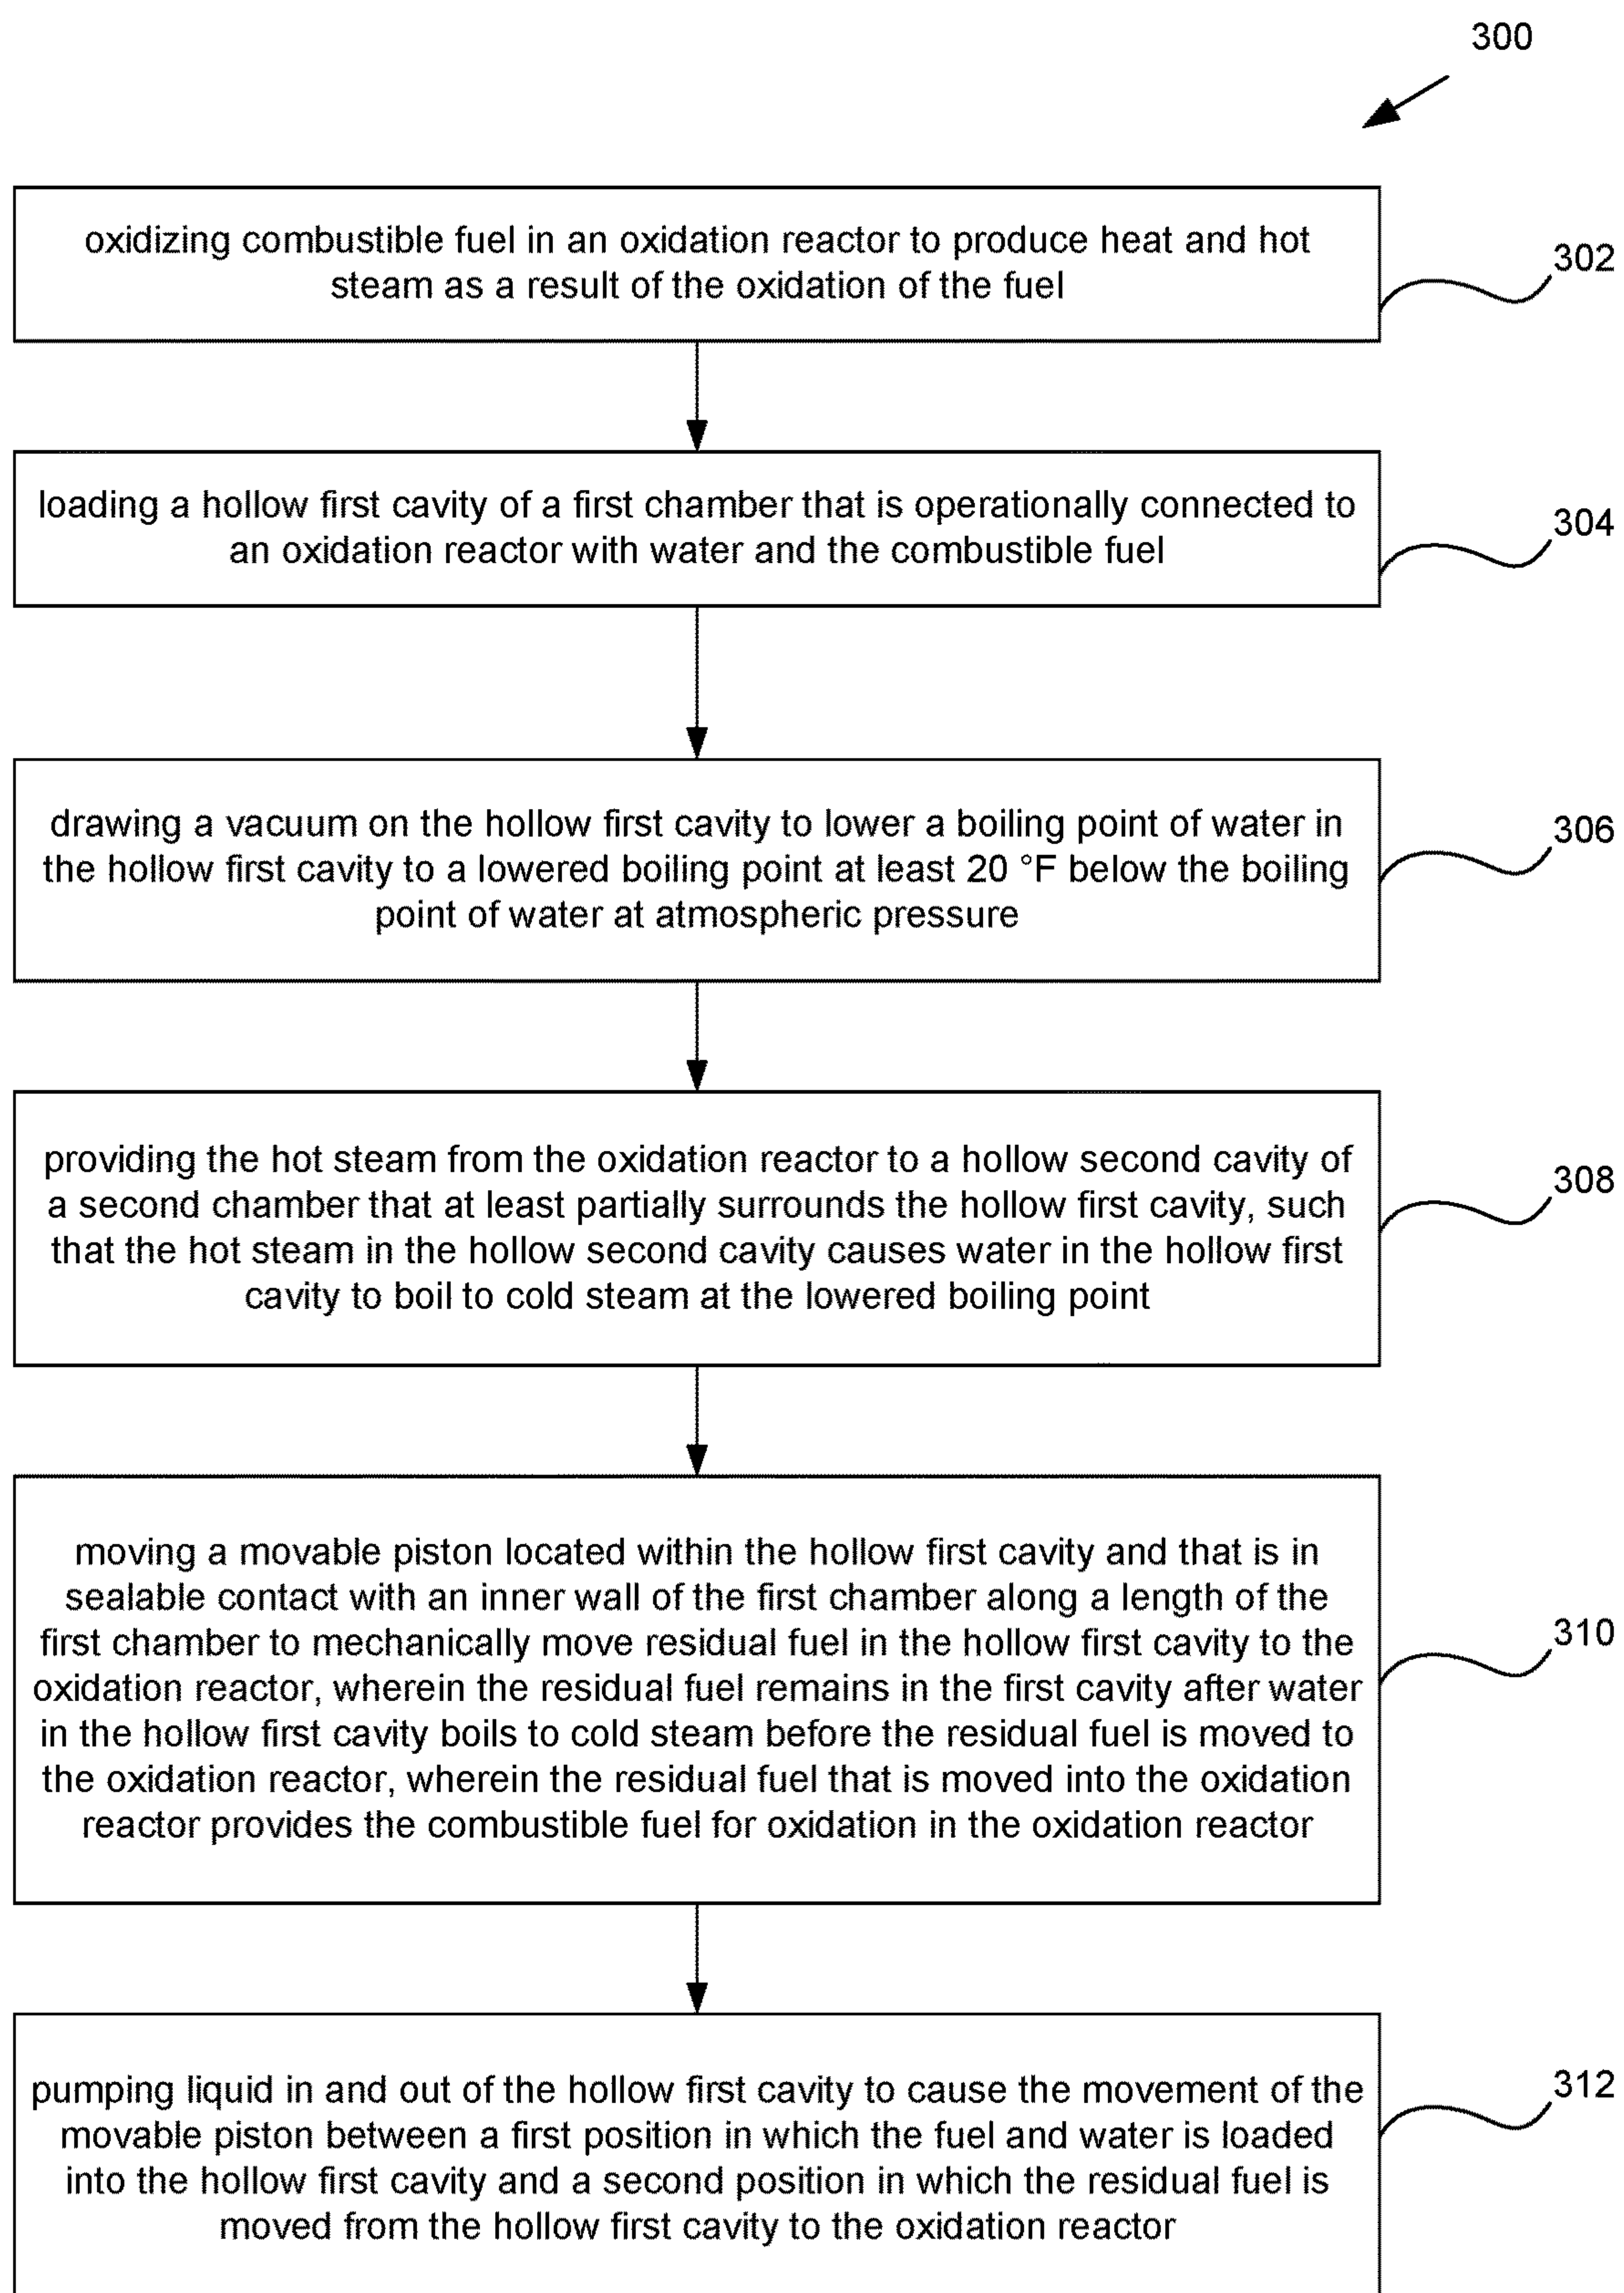 300
oxidizing combustible fuel in an oxidation reactor to produce heat and hot
steam as a result of the oxidation of the fuel
302
loading a hollow first cavity of a first chamber that is operationally connected to
an oxidation reactor with water and the combustible fuel
304
drawing a vacuum on the hollow first cavity to lower a boiling point of water in
the hollow first cavity to a lowered boiling point at least 20 °F below the boiling
point of water at atmospheric pressure
306
providing the hot steam from the oxidation reactor to a hollow second cavity of
a second chamber that at least partially surrounds the hollow first cavity, such
that the hot steam in the hollow second cavity causes water in the hollow first
cavity to boil to cold steam at the lowered boiling point
308
moving a movable piston located within the hollow first cavity and that is in
sealable contact with an inner wall of the first chamber along a length of the
first chamber to mechanically move residual fuel in the hollow first cavity to the
oxidation reactor, wherein the residual fuel remains in the first cavity after water
in the hollow first cavity boils to cold steam before the residual fuel is moved to
the oxidation reactor, wherein the residual fuel that is moved into the oxidation
reactor provides the combustible fuel for oxidation in the oxidation reactor
310
pumping liquid in and out of the hollow first cavity to cause the movement of the
movable piston between a first position in which the fuel and water is loaded
into the hollow first cavity and a second position in which the residual fuel is
moved from the hollow first cavity to the oxidation reactor
312